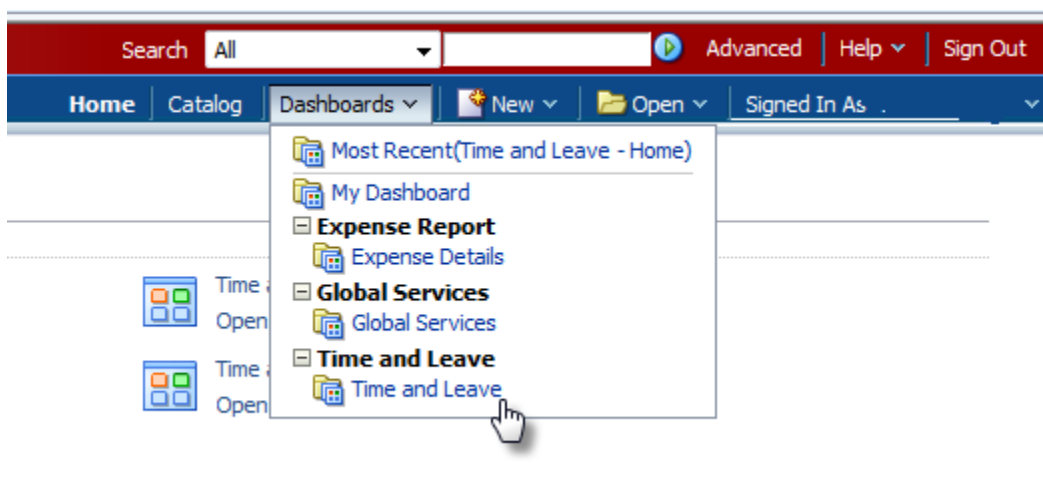 Search All Advanced Help Sign Out
Home Catalog Dashboards New Open Signed In As .
Most Recent(Time and Leave - Home)
My Dashboard
Expense Report
Expense Details
Global Services
Global Services
Time and Leave
Time and Leave
Time
Open
Time
Open